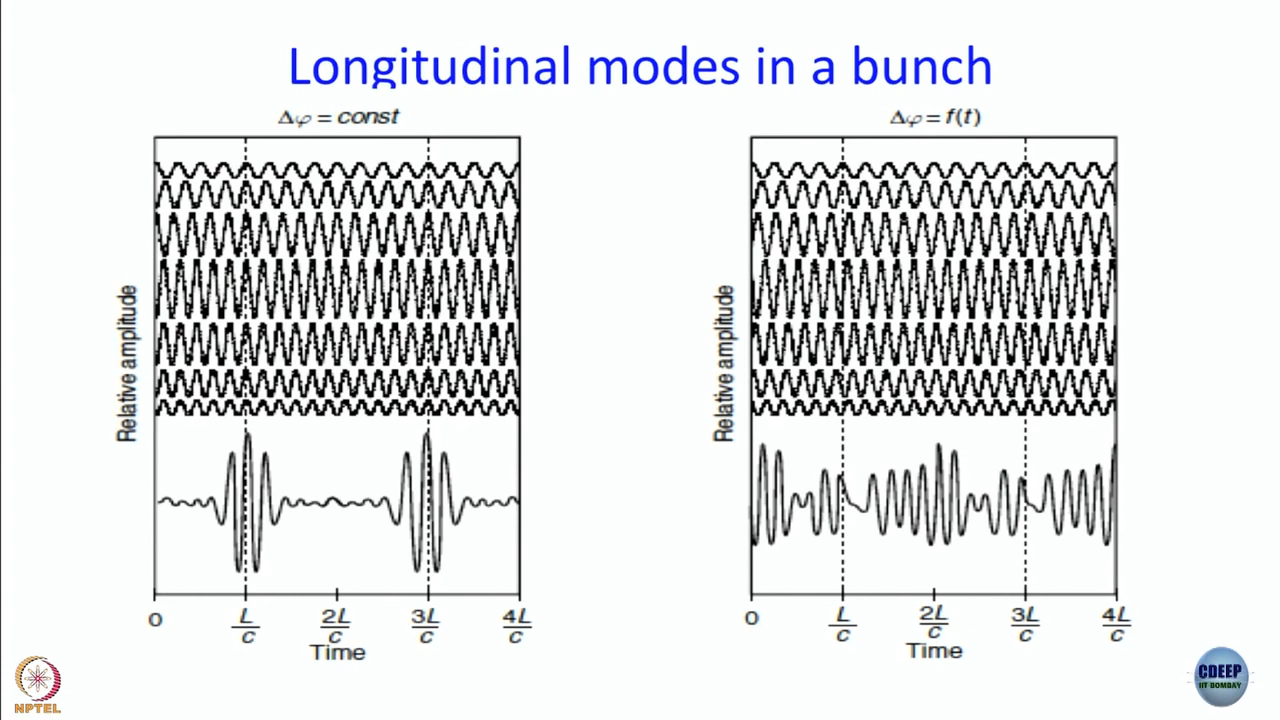 Longitudinal modes in a bunch
Δφ = const
Relative amplitude
0
L/c
2L/c
3L/c
4L/c
Time
Δφ = f(t)
Relative amplitude
0
L/c
2L/c
3L/c
4L/c
Time
NPTEL
CDEEP
IIT BOMBAY